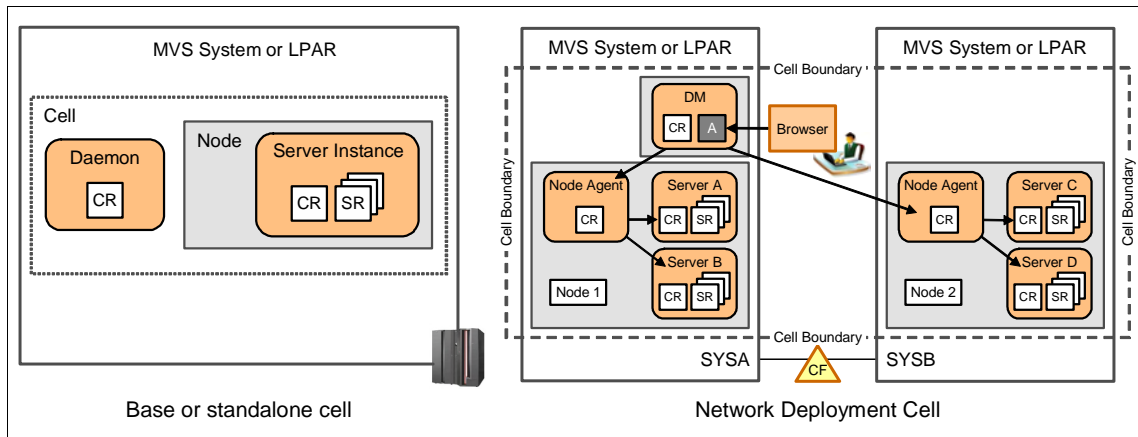 MVS System or LPAR
Cell
Daemon
CR
Node
Server Instance
CR
SR
Base or standalone cell
MVS System or LPAR
MVS System or LPAR
Cell Boundary
Cell Boundary
Cell Boundary
DM
CR
A
Browser
Node Agent
CR
Server A
CR
SR
Server B
CR
SR
Node 1
Node Agent
CR
Server C
CR
SR
Server D
CR
SR
Node 2
Cell Boundary
SYSA
CF
SYSB
Network Deployment Cell